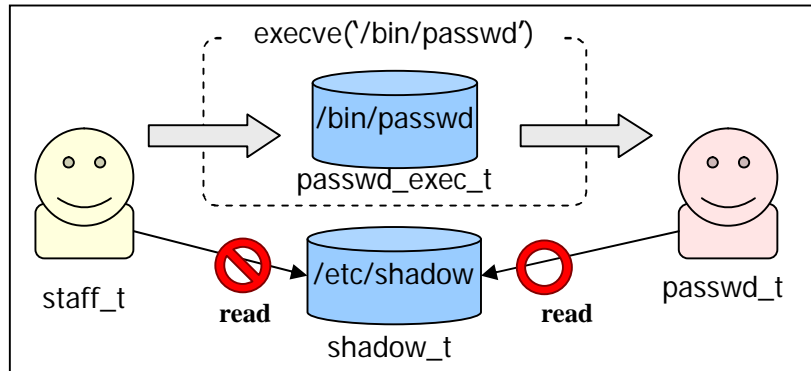 execve('/bin/passwd')
/bin/passwd
passwd_exec_t
staff_t
/etc/shadow
passwd_t
read
read
shadow_t